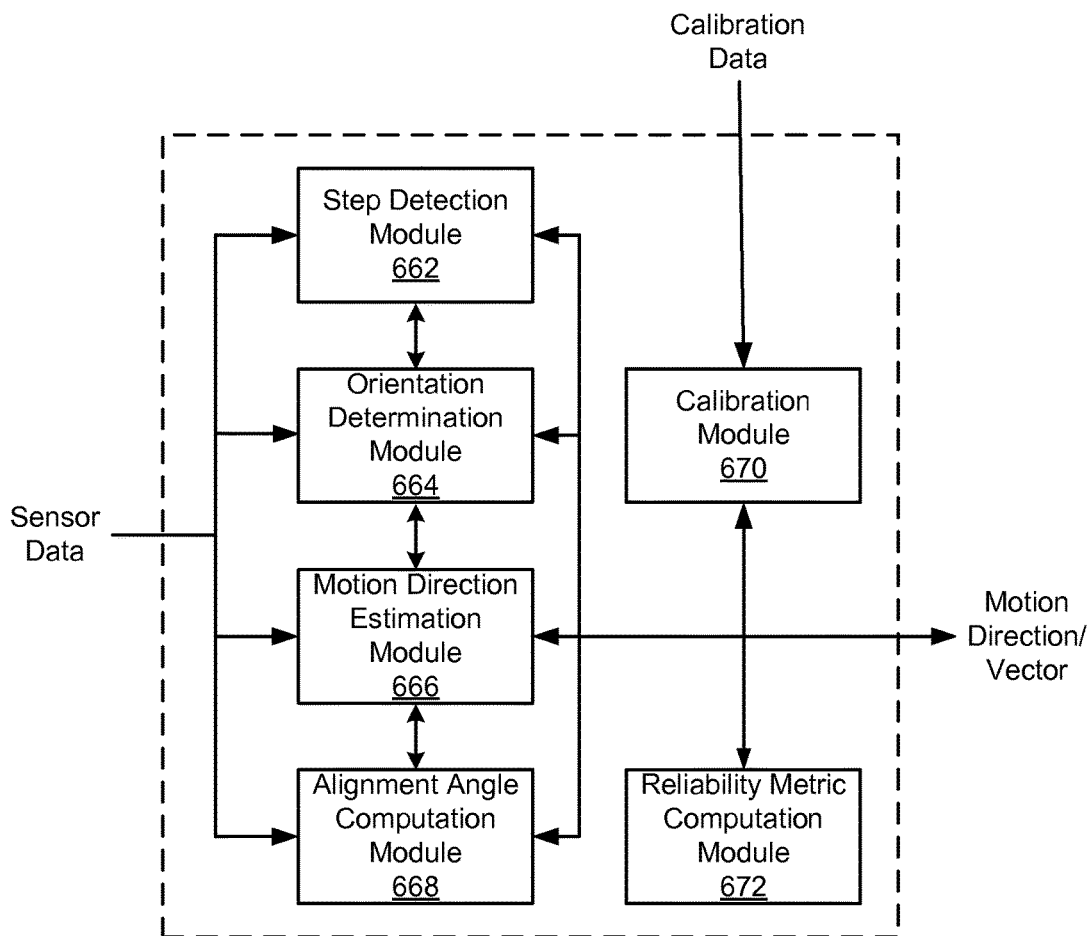 Calibration
Data
Step Detection
Module
662
Orientation
Determination
Module
664
Calibration
Module
670
Sensor
Data
Motion Direction
Estimation
Module
666
Motion
Direction/
Vector
Alignment Angle
Computation
Module
668
Reliability Metric
Computation
Module
672